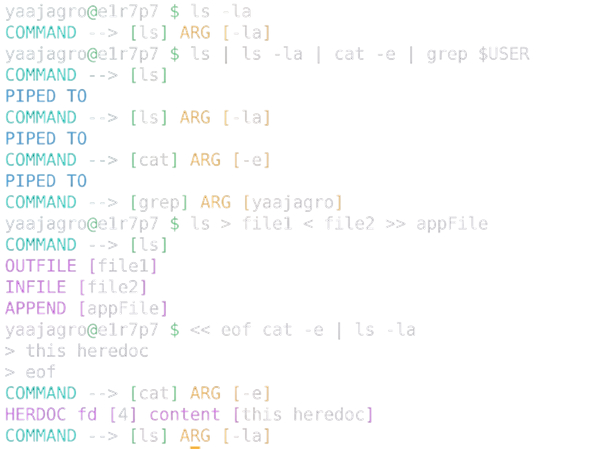 yaajagro@e1r7p7 $ ls -la
COMMAND --> [ls] ARG [-la]
yaajagro@e1r7p7 $ ls | ls -la | cat -e | grep $USER
COMMAND --> [ls]
PIPED TO
COMMAND --> [ls] ARG [-la]
PIPED TO
COMMAND --> [cat] ARG [-e]
PIPED TO
COMMAND --> [grep] ARG [yaajagro]
yaajagro@e1r7p7 $ ls > file1 < file2 >> appFile
COMMAND --> [ls]
OUTFILE [file1]
INFILE [file2]
APPEND [appFile]
yaajagro@e1r7p7 $ << eof cat -e | ls -la
> this heredoc
> eof
COMMAND --> [cat] ARG [-e]
HERDOC fd [4] content [this heredoc]
COMMAND --> [ls] ARG [-la]